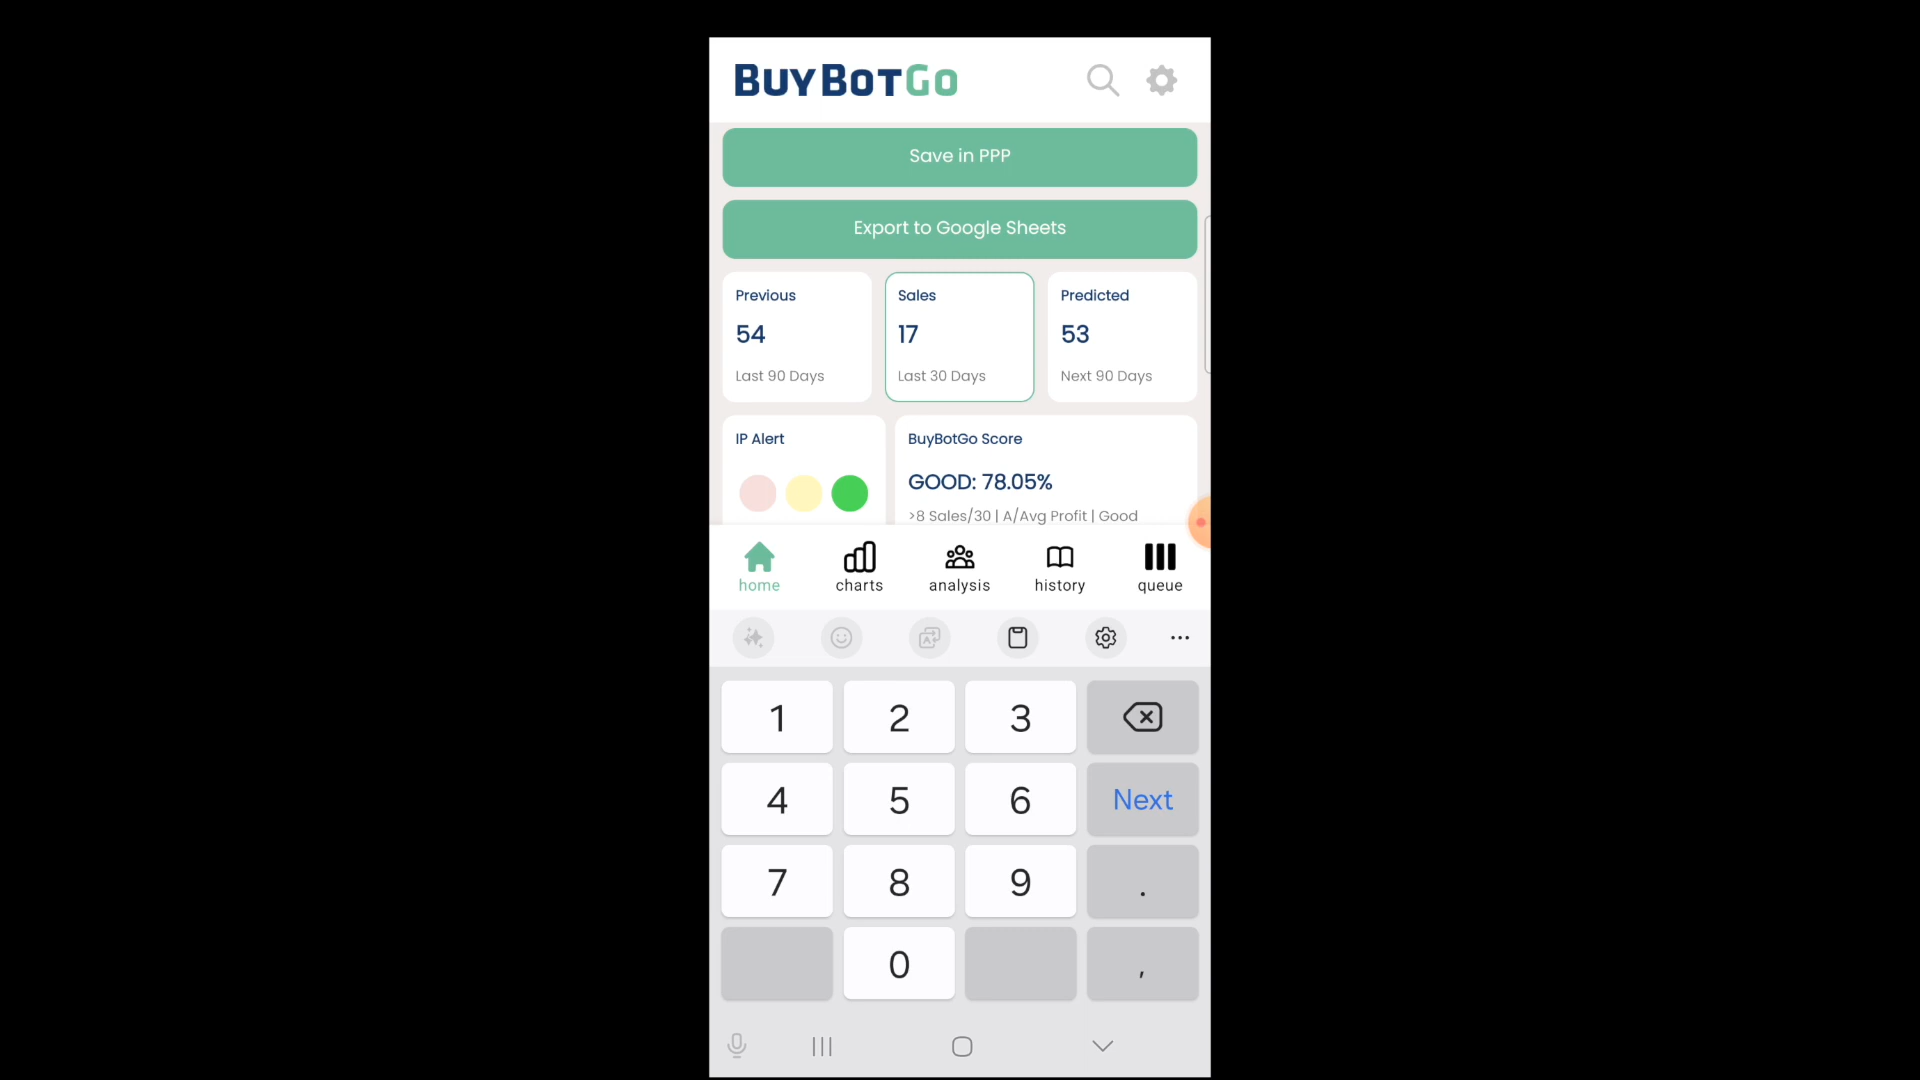 BuyBotGo
Save in PPP
Export to Google Sheets
Previous
54
Last 90 Days
Sales
17
Last 30 Days
Predicted
53
Next 90 Days
IP Alert
BuyBotGo Score
GOOD: 78.05%
>8 Sales/30 | A/Avg Profit | Good
home
charts
analysis
history
queue
1 2 3
4 5 6 Next
7 8 9 .
0 ,